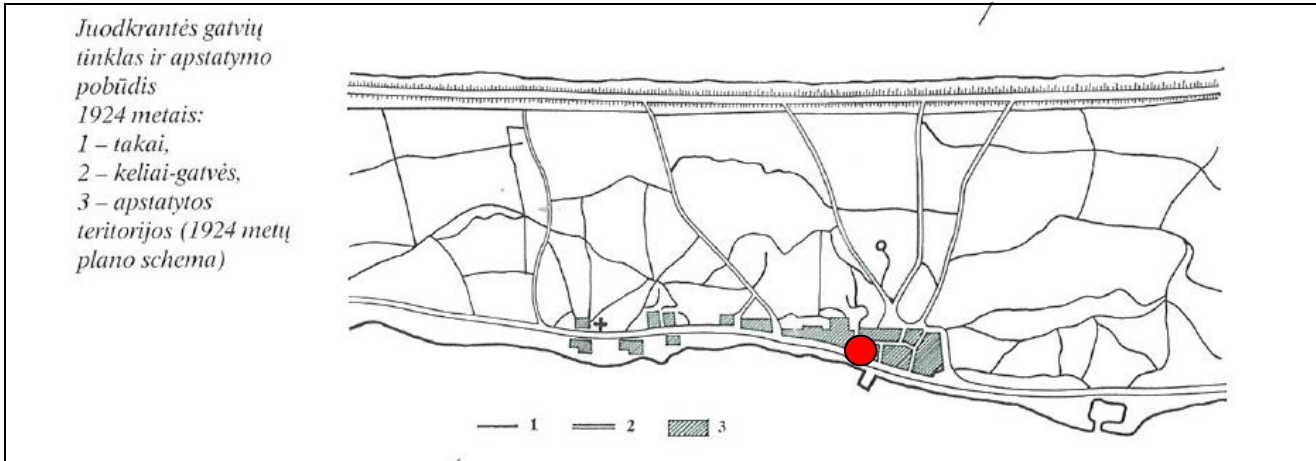 Juodkrantės gatvių
tinklas ir apstatymo
pobūdis
1924 metais:
1 – takai,
2 – keliai-gatvės,
3 – apstatytos
teritorijos (1924 metų
plano schema)
1 2 3